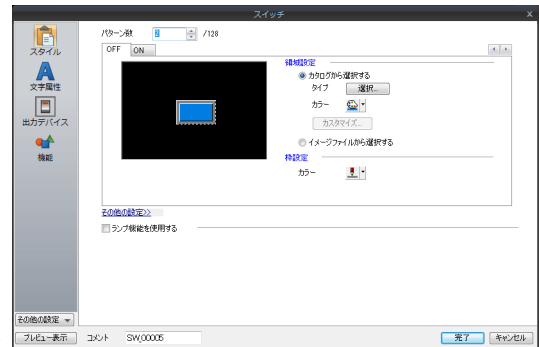 スイッチ
x
スタイル
文字属性
出力デバイス
機能
その他の設定
プレビュー表示
パターン数 2 /128
OFF ON
領域設定
カタログから選択する
タイプ 選択...
カラー
カスタマイズ...
イメージファイルから選択する
枠設定
カラー
その他の設定>>
ランプ機能を使用する
コメント SW_00005
完了 キャンセル